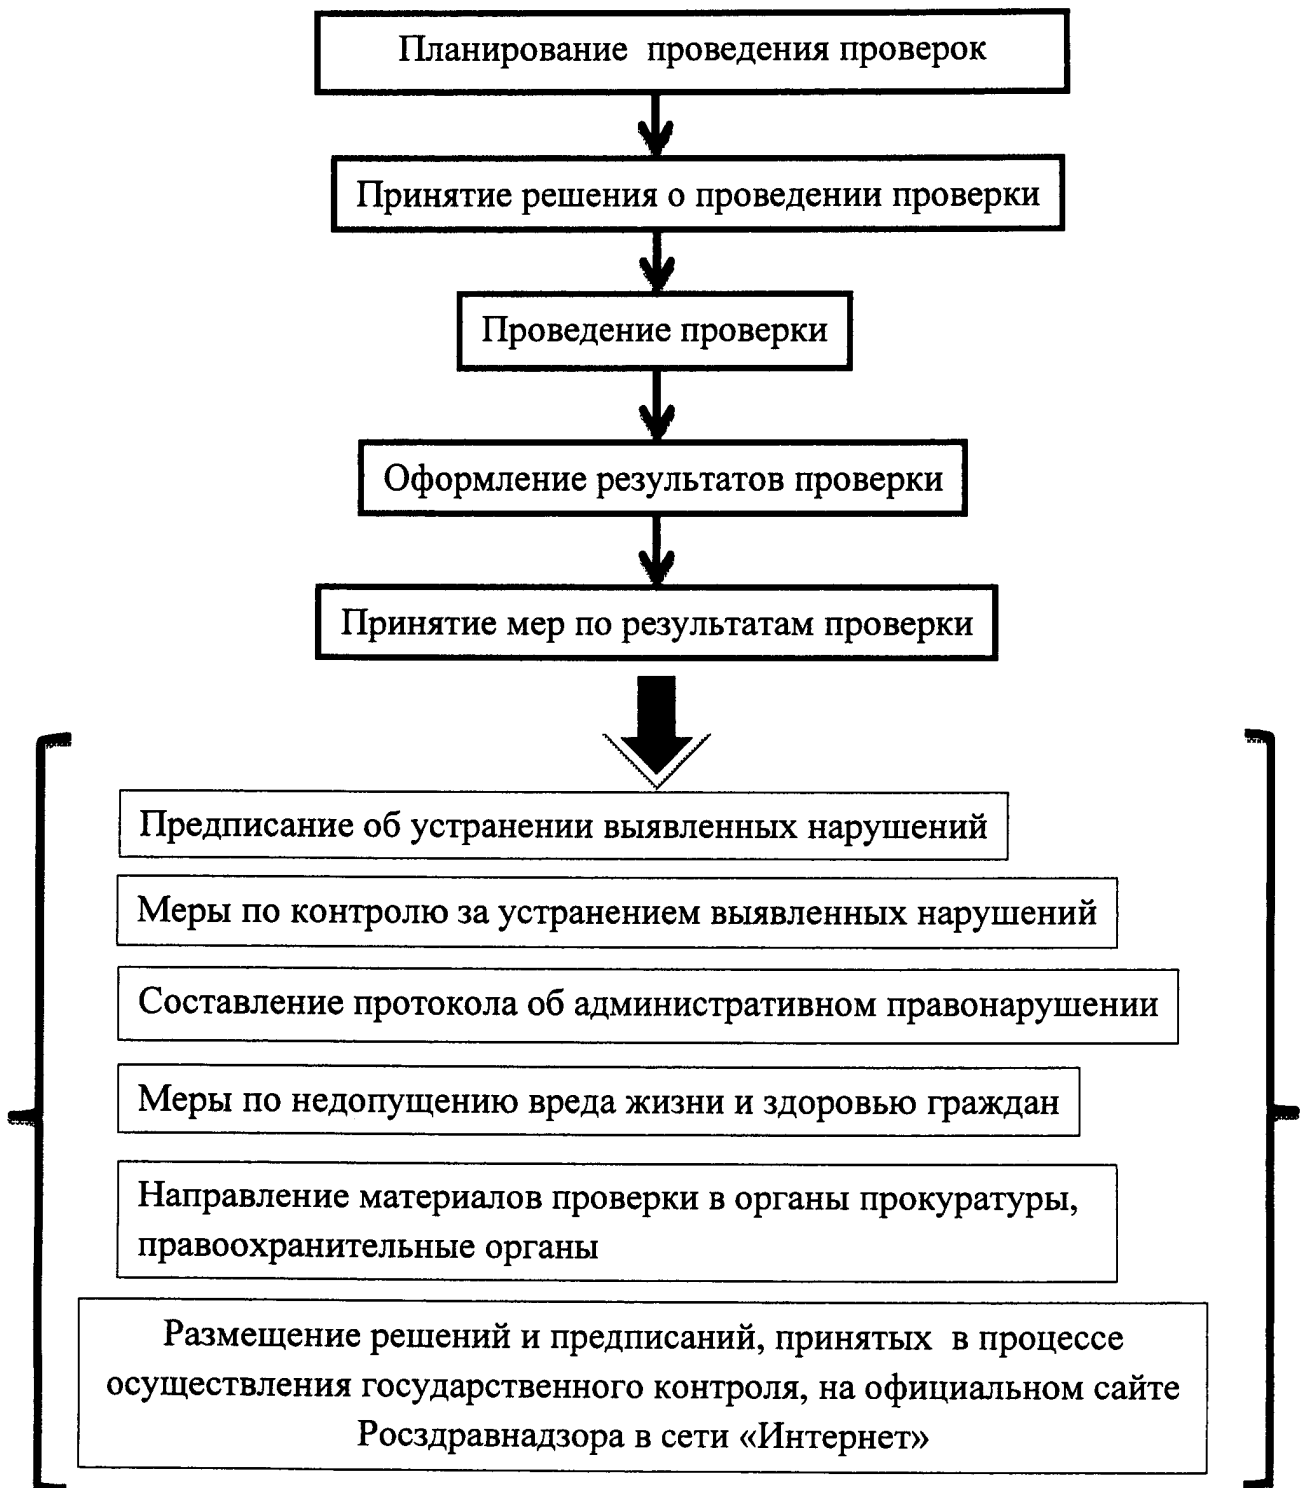 Планирование проведения проверок
Принятие решения о проведении проверки
Проведение проверки
Оформление результатов проверки
Принятие мер по результатам проверки
Предписание об устранении выявленных нарушений
Меры по контролю за устранением выявленных нарушений
Составление протокола об административном правонарушении
Меры по недопущению вреда жизни и здоровью граждан
Направление материалов проверки в органы прокуратуры,
правоохранительные органы
Размещение решений и предписаний, принятых в процессе
осуществления государственного контроля, на официальном сайте
Росздравнадзора в сети «Интернет»